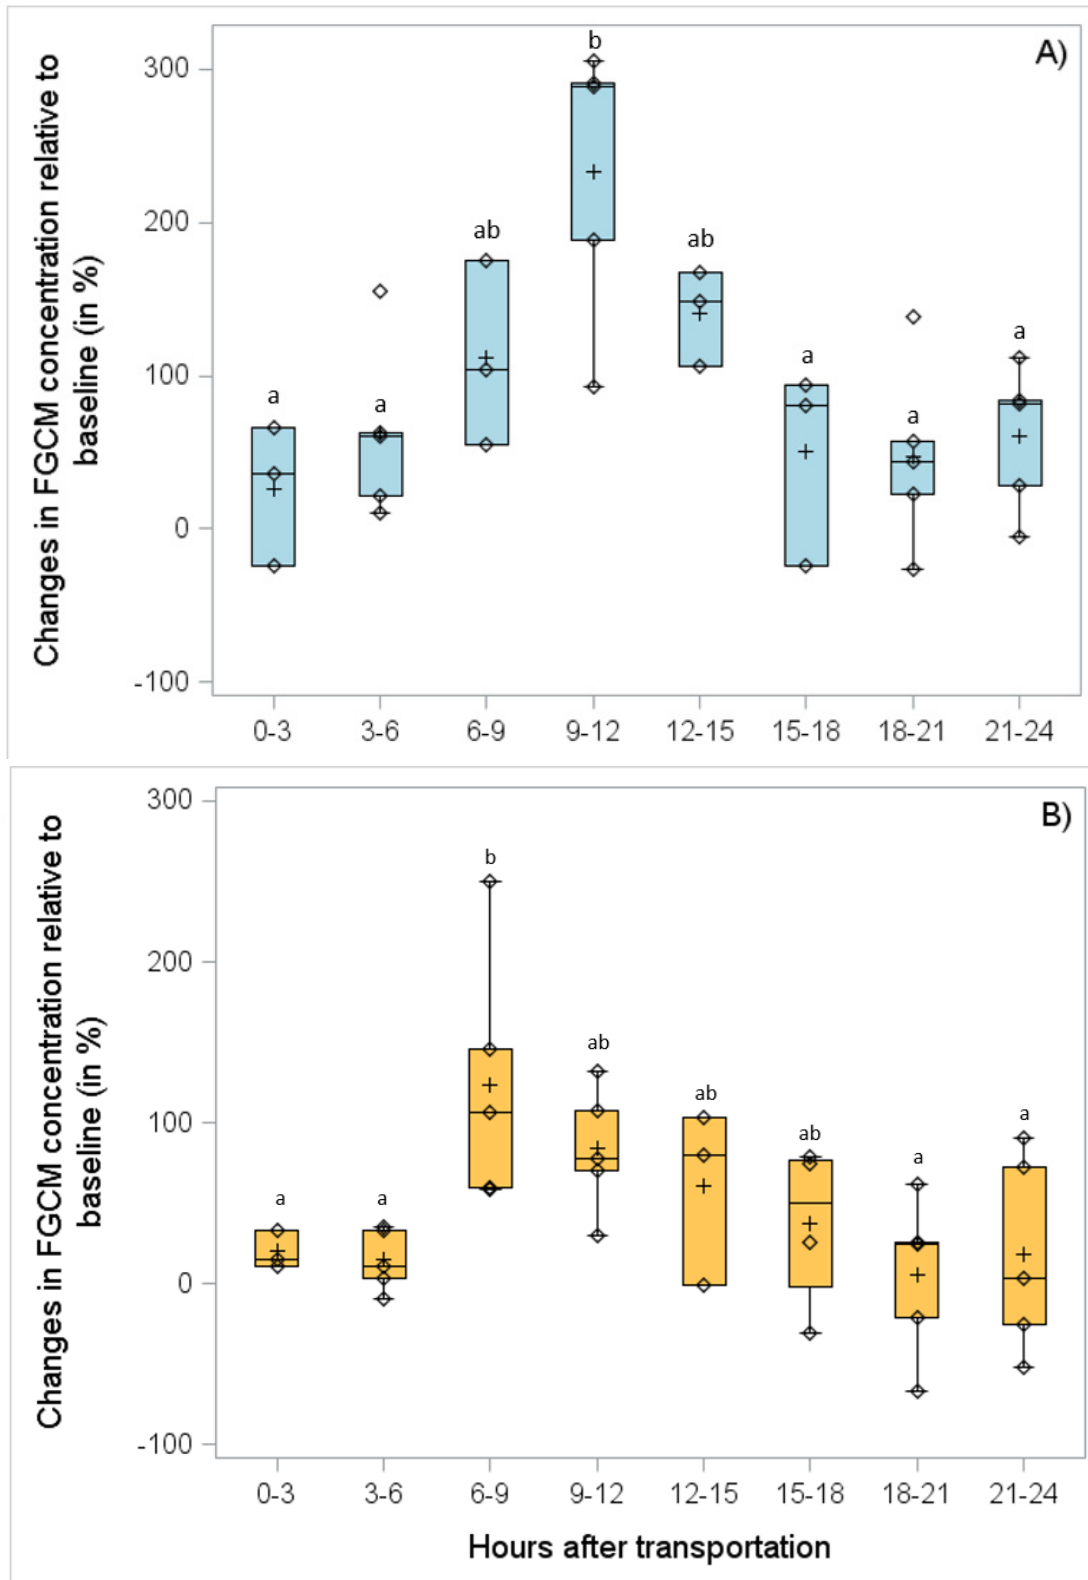 A)
Changes in FGCM concentration relative to
baseline (in %)
300
200
100
0
-100
a
a
ab
b
ab
a
a
a
0-3
3-6
6-9
9-12
12-15
15-18
18-21
21-24
B)
Changes in FGCM concentration relative to
baseline (in %)
300
200
100
0
-100
a
a
b
ab
ab
ab
a
a
0-3
3-6
6-9
9-12
12-15
15-18
18-21
21-24
Hours after transportation